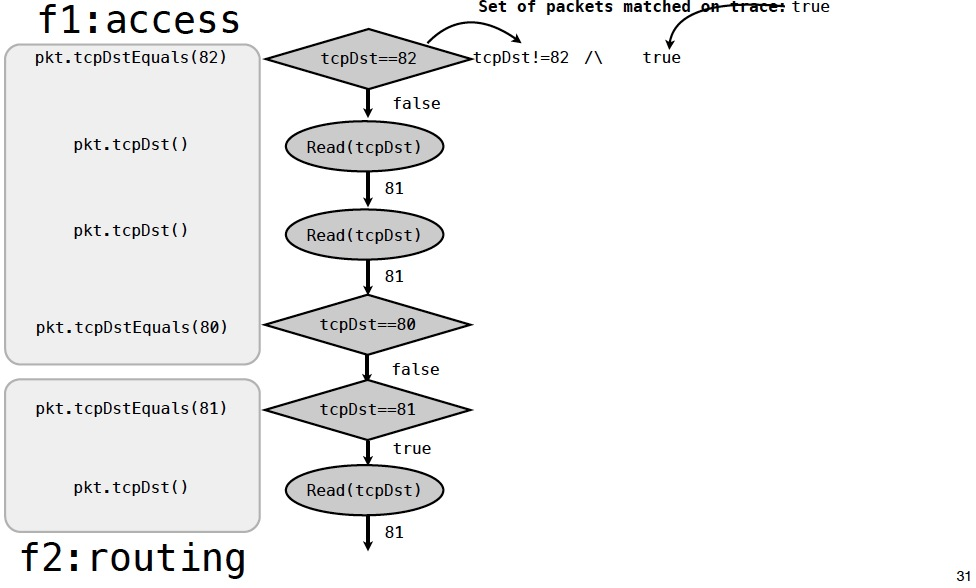 f1:access
Set of packets matched on trace: true
pkt.tcpDstEquals(82)
tcpDst==82
tcpDst!=82 /\ true
false
pkt.tcpDst()
Read(tcpDst)
81
pkt.tcpDst()
Read(tcpDst)
81
pkt.tcpDstEquals(80)
tcpDst==80
false
pkt.tcpDstEquals(81)
tcpDst==81
true
pkt.tcpDst()
Read(tcpDst)
81
f2:routing
31